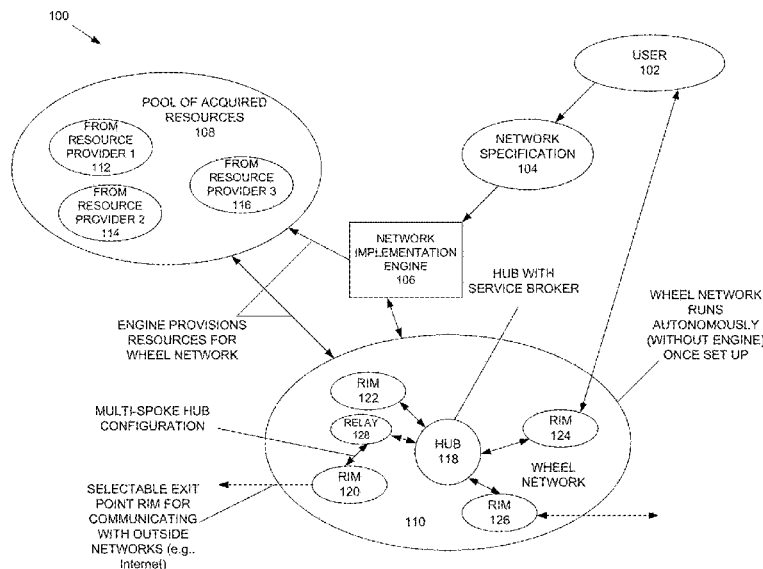 100
USER
102
POOL OF ACQUIRED
RESOURCES
108
FROM
RESOURCE
PROVIDER 1
112
FROM
RESOURCE
PROVIDER 2
114
FROM
RESOURCE
PROVIDER 3
116
NETWORK
SPECIFICATION
104
NETWORK
IMPLEMENTATION
ENGINE
106
HUB WITH
SERVICE BROKER
WHEEL NETWORK
RUNS
AUTONOMOUSLY
(WITHOUT ENGINE)
ONCE SET UP
ENGINE PROVISIONS
RESOURCES FOR
WHEEL NETWORK
MULTI-SPOKE HUB
CONFIGURATION
RIM
122
RELAY
128
HUB
118
RIM
124
RIM
120
WHEEL
NETWORK
RIM
126
110
SELECTABLE EXIT
POINT RIM FOR
COMMUNICATING
WITH OUTSIDE
NETWORKS (e.g.,
Internet)